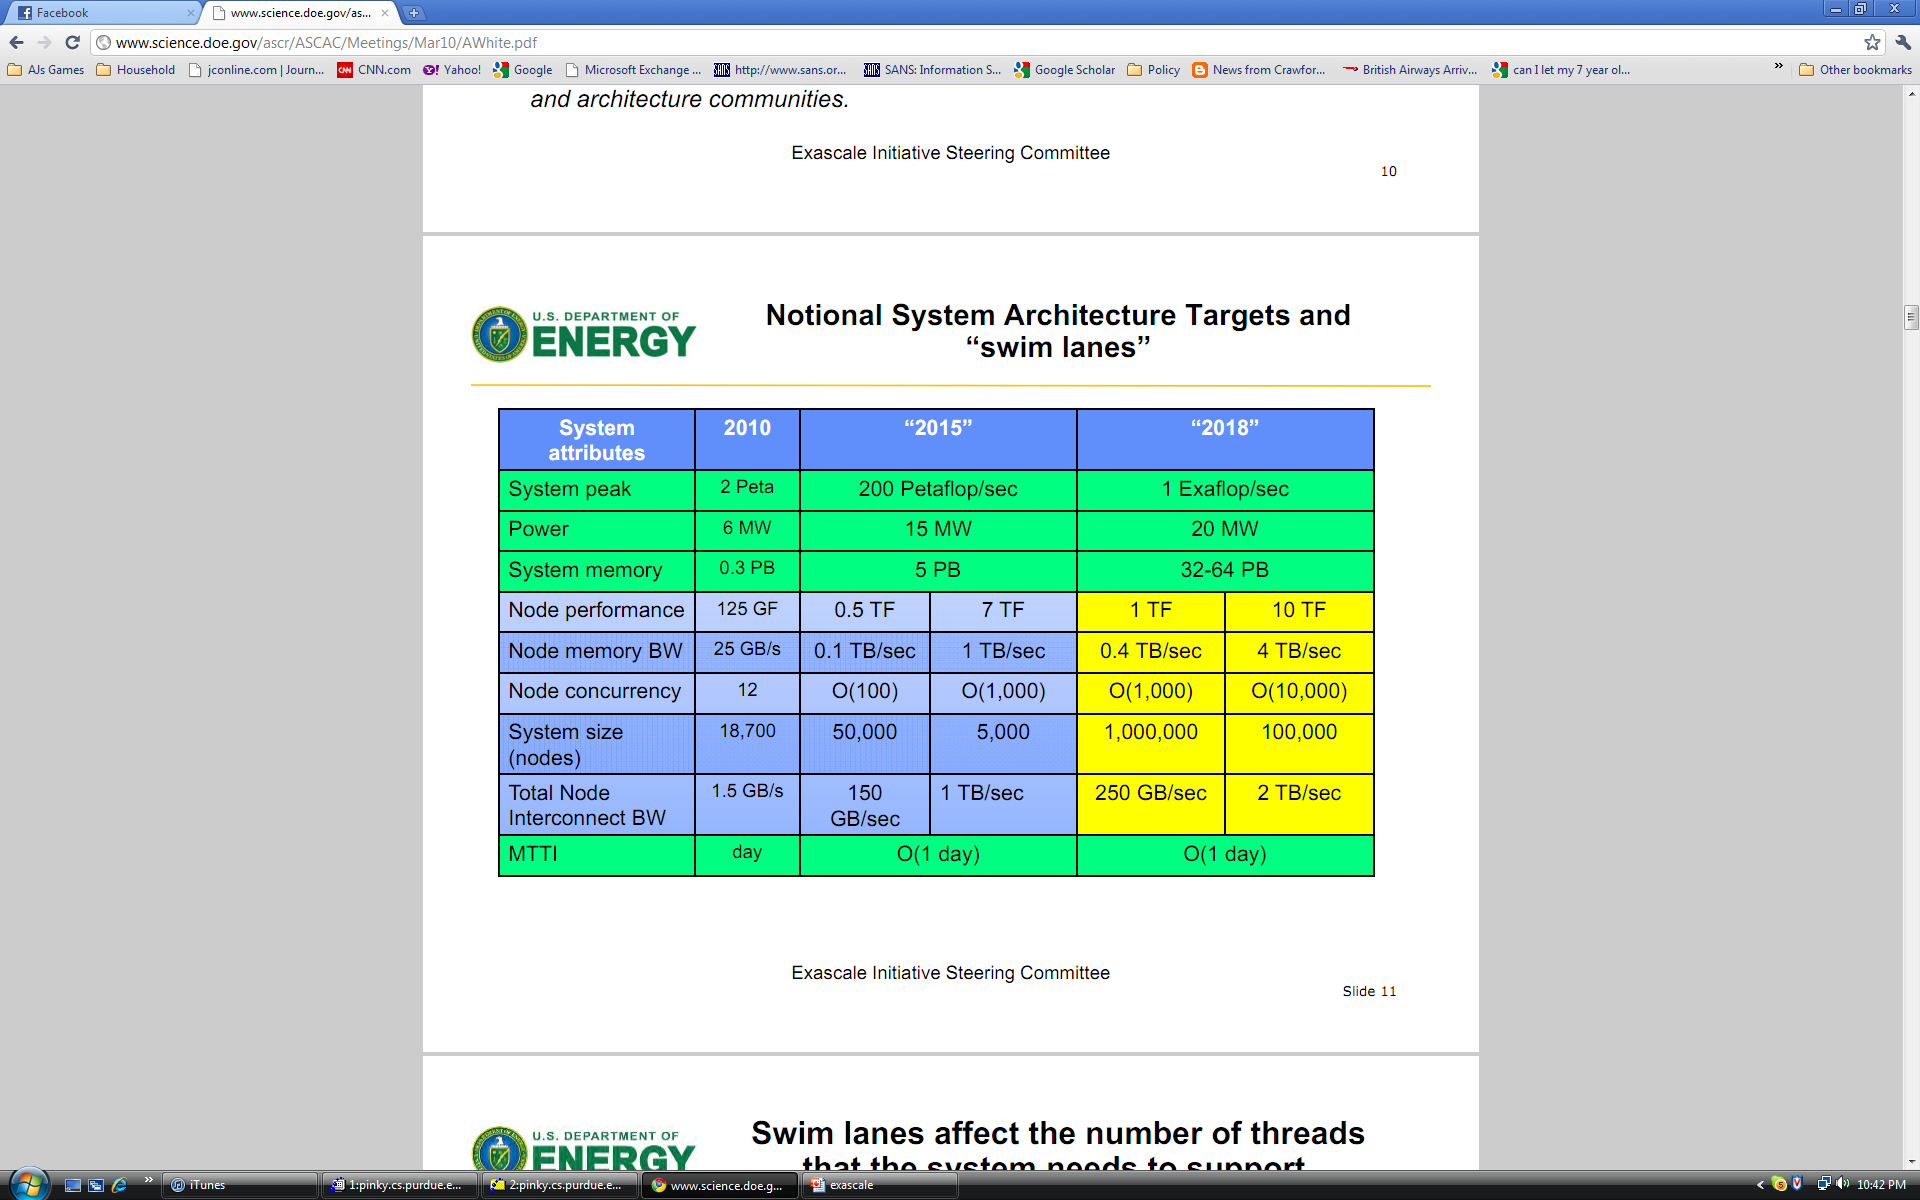 Facebook
www.science.doe.gov/as...
www.science.doe.gov/ascr/ASCAC/Meetings/Mar10/AWhite.pdf
AJs Games Household jconline.com | Journ... CNN.com Yahoo! Google Microsoft Exchange ... http://www.sans.or... SANS: Information S... Google Scholar Policy News from Crawfor... British Airways Arriv... can I let my 7 year ol... » Other bookmarks
and architecture communities.
Exascale Initiative Steering Committee
10
U.S. DEPARTMENT OF
ENERGY
Notional System Architecture Targets and
“swim lanes”
System attributes 2010 “2015” “2018”
System peak 2 Peta 200 Petaflop/sec 1 Exaflop/sec
Power 6 MW 15 MW 20 MW
System memory 0.3 PB 5 PB 32-64 PB
Node performance 125 GF 0.5 TF 7 TF 1 TF 10 TF
Node memory BW 25 GB/s 0.1 TB/sec 1 TB/sec 0.4 TB/sec 4 TB/sec
Node concurrency 12 O(100) O(1,000) O(1,000) O(10,000)
System size (nodes) 18,700 50,000 5,000 1,000,000 100,000
Total Node Interconnect BW 1.5 GB/s 150 GB/sec 1 TB/sec 250 GB/sec 2 TB/sec
MTTI day O(1 day) O(1 day)
Exascale Initiative Steering Committee
Slide 11
U.S. DEPARTMENT OF
ENERGY
Swim lanes affect the number of threads
that the system needs to support
» iTunes 1:pinky.cs.purdue.e... 2:pinky.cs.purdue.e... www.science.doe.g... exascale < 10:42 PM